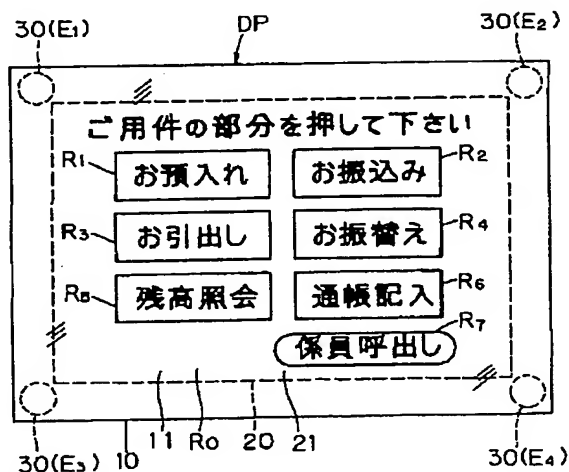 30(E1) DP 30(E2)
ご用件の部分を押して下さい
R1 お預入れ お振込み R2
R3 お引出し お振替え R4
R5 残高照会 通帳記入 R6
係員呼出し R7
11 R0 20 21
30(E3) 10 30(E4)